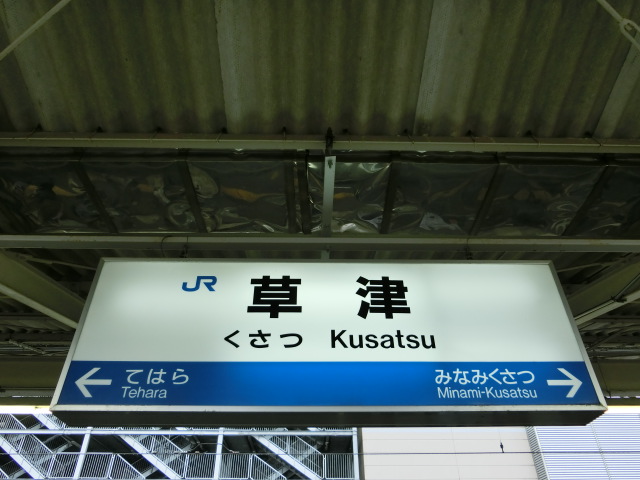 JR 草津
くさつ Kusatsu
てはら みなみくさつ
Tehara Minami-Kusatsu